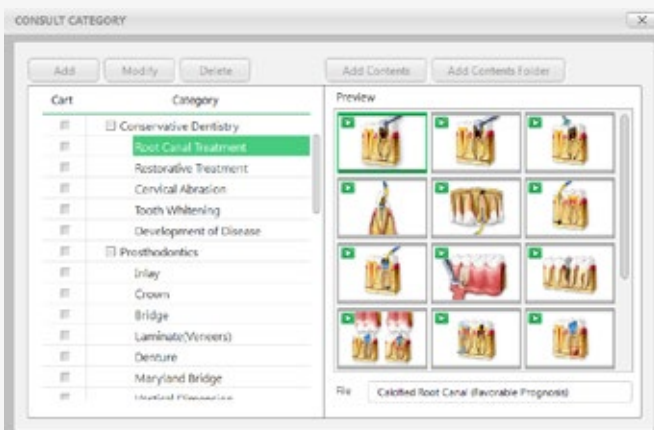 CONSULT CATEGORY
Add Modify Delete Add Contents Add Contents Folder
Cart Category Preview
Conservative Dentistry
Root Canal Treatment
Restorative Treatment
Cervical Abrasion
Tooth Whitening
Development of Disease
Prosthodontics
Inlay
Crown
Bridge
Laminate(Veneers)
Denture
Maryland Bridge
Vertical Dimension
File Calcified Root Canal (Favorable Prognosis)